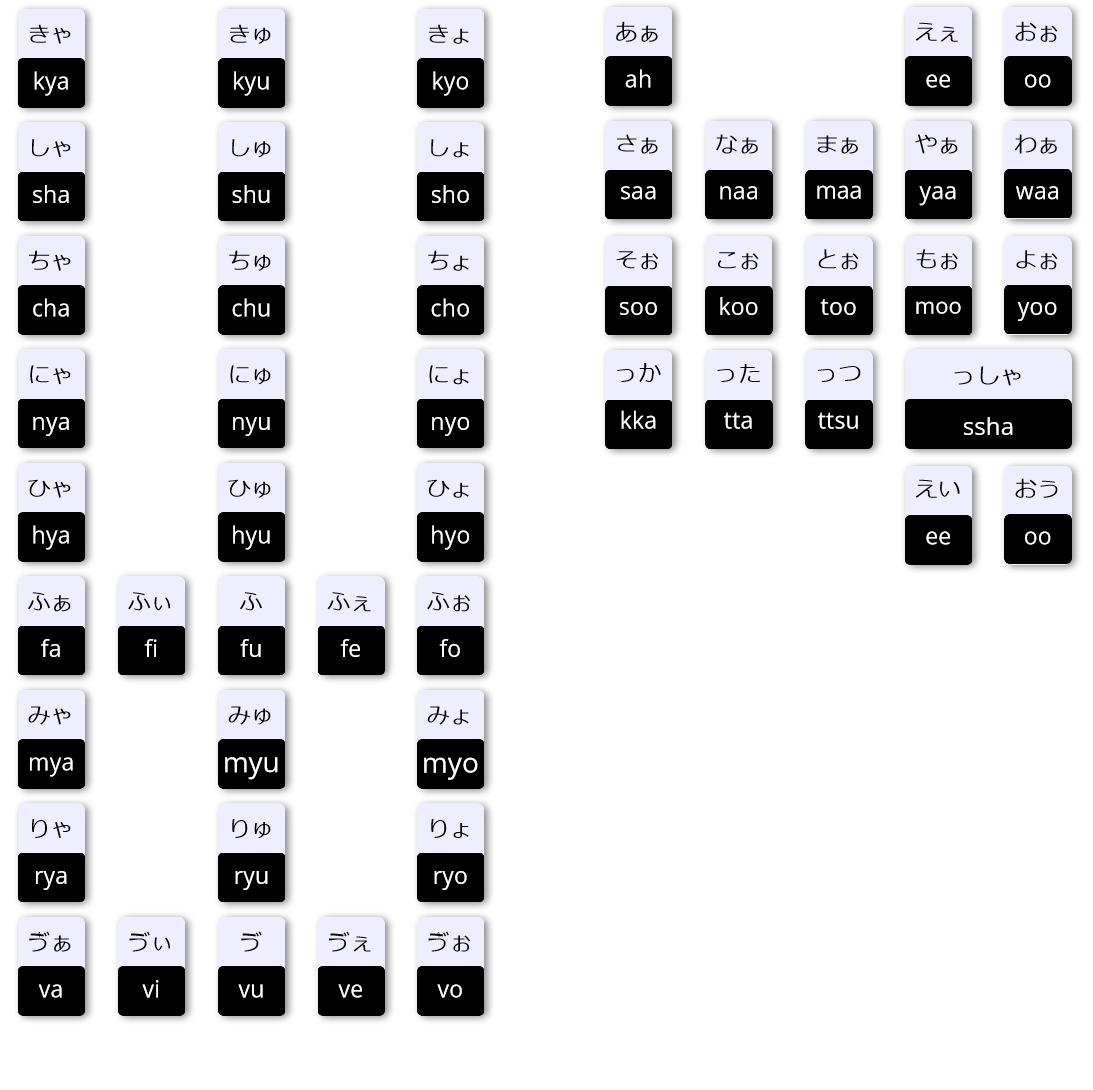 きゃ きゅ きょ
kya kyu kyo
しゃ しゅ しょ
sha shu sho
ちゃ ちゅ ちょ
cha chu cho
にゃ にゅ にょ
nya nyu nyo
ひゃ ひゅ ひょ
hya hyu hyo
ふぁ ふぃ ふ ふぇ ふぉ
fa fi fu fe fo
みゃ みゅ みょ
mya myu myo
りゃ りゅ りょ
rya ryu ryo
ゔぁ ゔぃ ゔ ゔぇ ゔぉ
va vi vu ve vo
あぁ えぇ おぉ
ah ee oo
さぁ なぁ まぁ やぁ わぁ
saa naa maa yaa waa
そぉ こぉ とぉ もぉ よぉ
soo koo too moo yoo
っか った っつ っしゃ
kka tta ttsu ssha
えい おう
ee oo